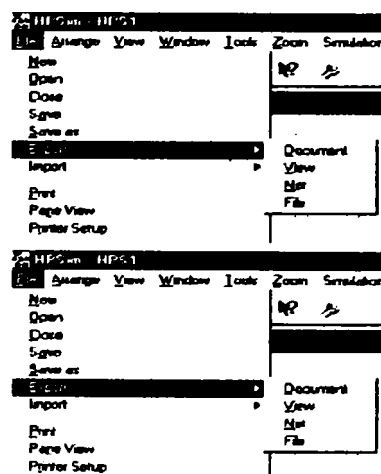 HPSim - HPS1
File Arrange View Window Tools Zoom Simulation
New
Open
Close
Save
Save as
Export Document
Import View
Net
File
Print
Page View
Printer Setup
HPSim - HPS1
File Arrange View Window Tools Zoom Simulation
New
Open
Close
Save
Save as
Export Document
Import View
Net
File
Print
Page View
Printer Setup